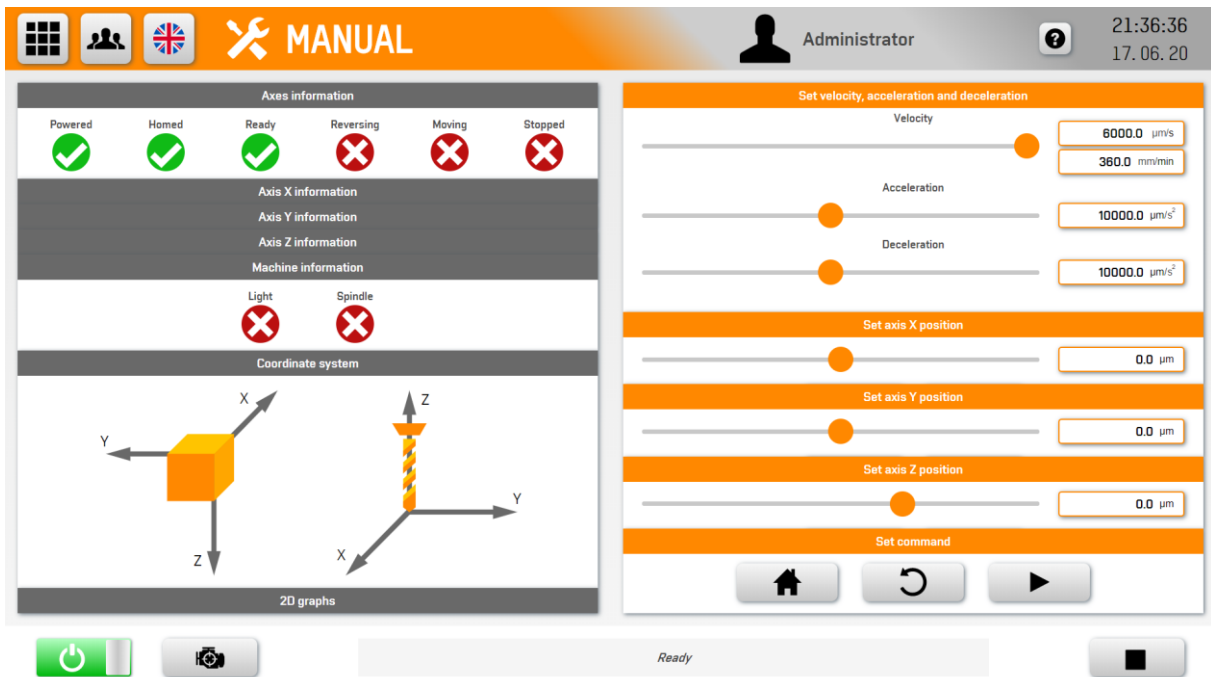 MANUAL
Administrator
?
21:36:36
17. 06. 20
Axes information
Powered Homed Ready Reversing Moving Stopped
Axis X information
Axis Y information
Axis Z information
Machine information
Light Spindle
Coordinate system
X
Y
Z
Z
Y
X
2D graphs
Set velocity, acceleration and deceleration
Velocity
6000.0 µm/s
360.0 mm/min
Acceleration
10000.0 µm/s²
Deceleration
10000.0 µm/s²
Set axis X position
0.0 µm
Set axis Y position
0.0 µm
Set axis Z position
0.0 µm
Set command
Ready